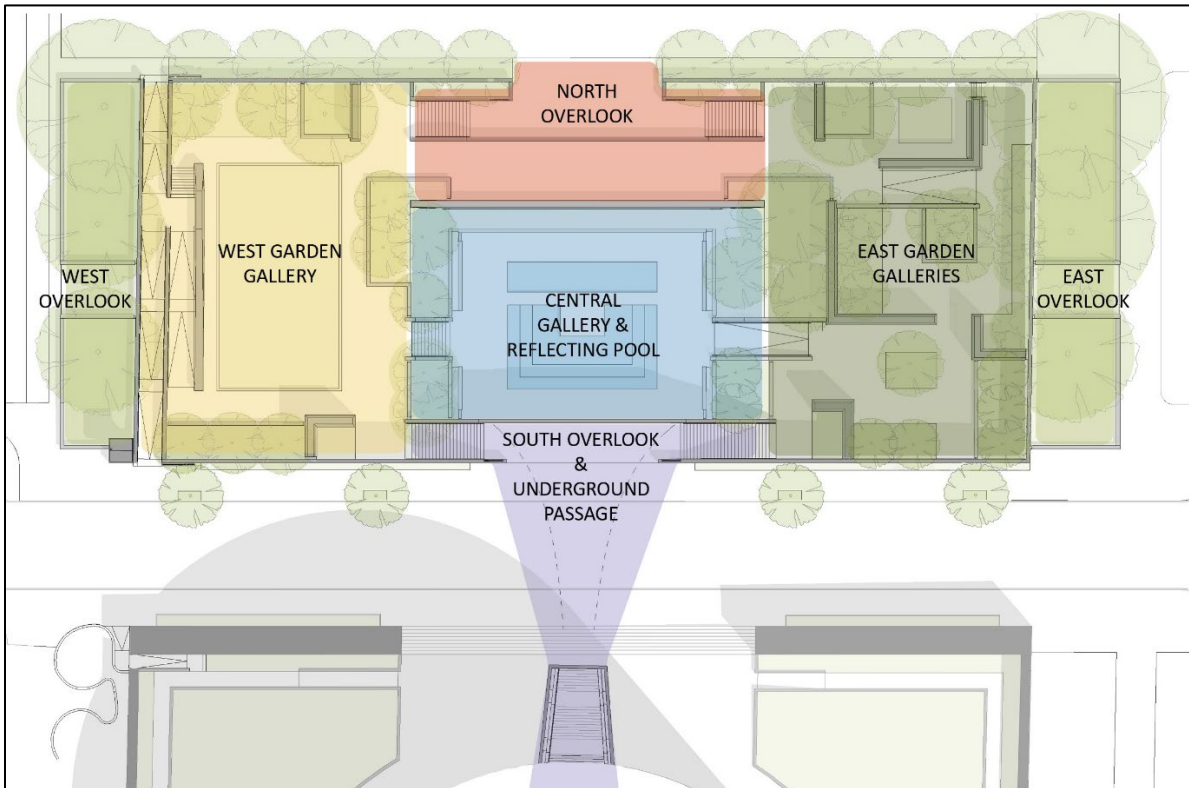 NORTH
OVERLOOK
WEST GARDEN
GALLERY
EAST GARDEN
GALLERIES
WEST
OVERLOOK
EAST
OVERLOOK
CENTRAL
GALLERY &
REFLECTING POOL
SOUTH OVERLOOK
&
UNDERGROUND
PASSAGE